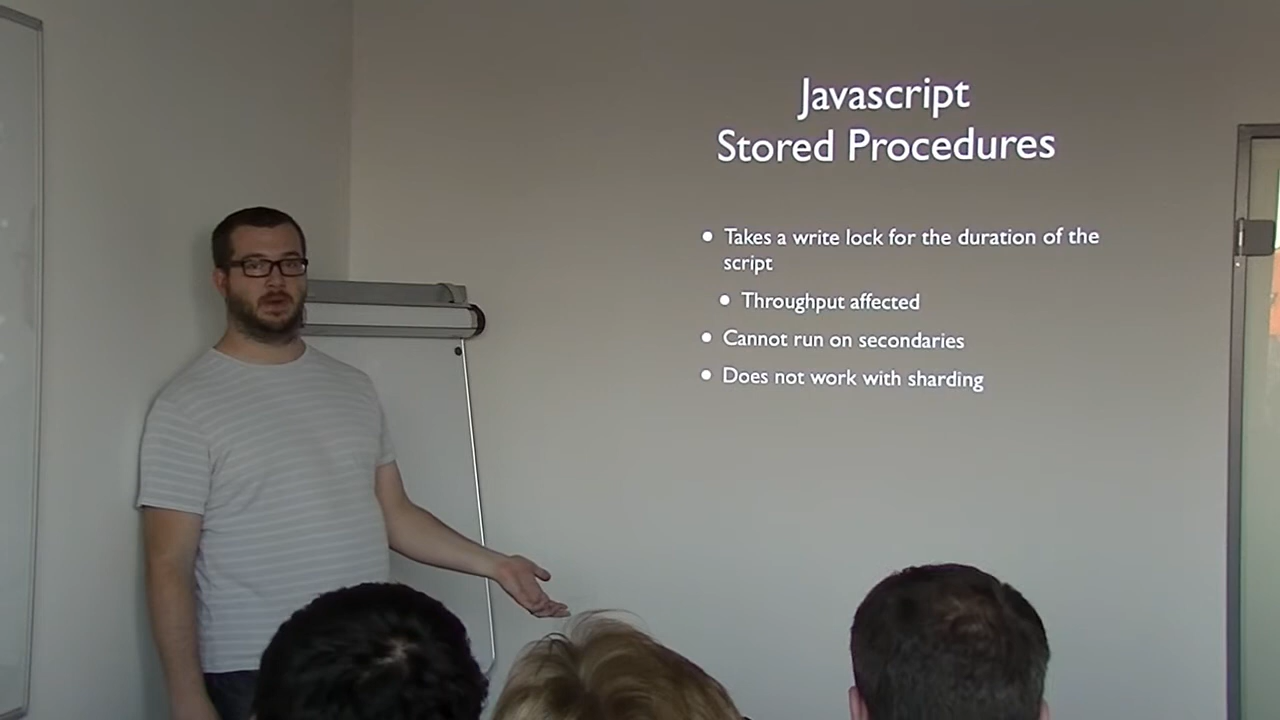 Javascript
Stored Procedures
• Takes a write lock for the duration of the
script
• Throughput affected
• Cannot run on secondaries
• Does not work with sharding